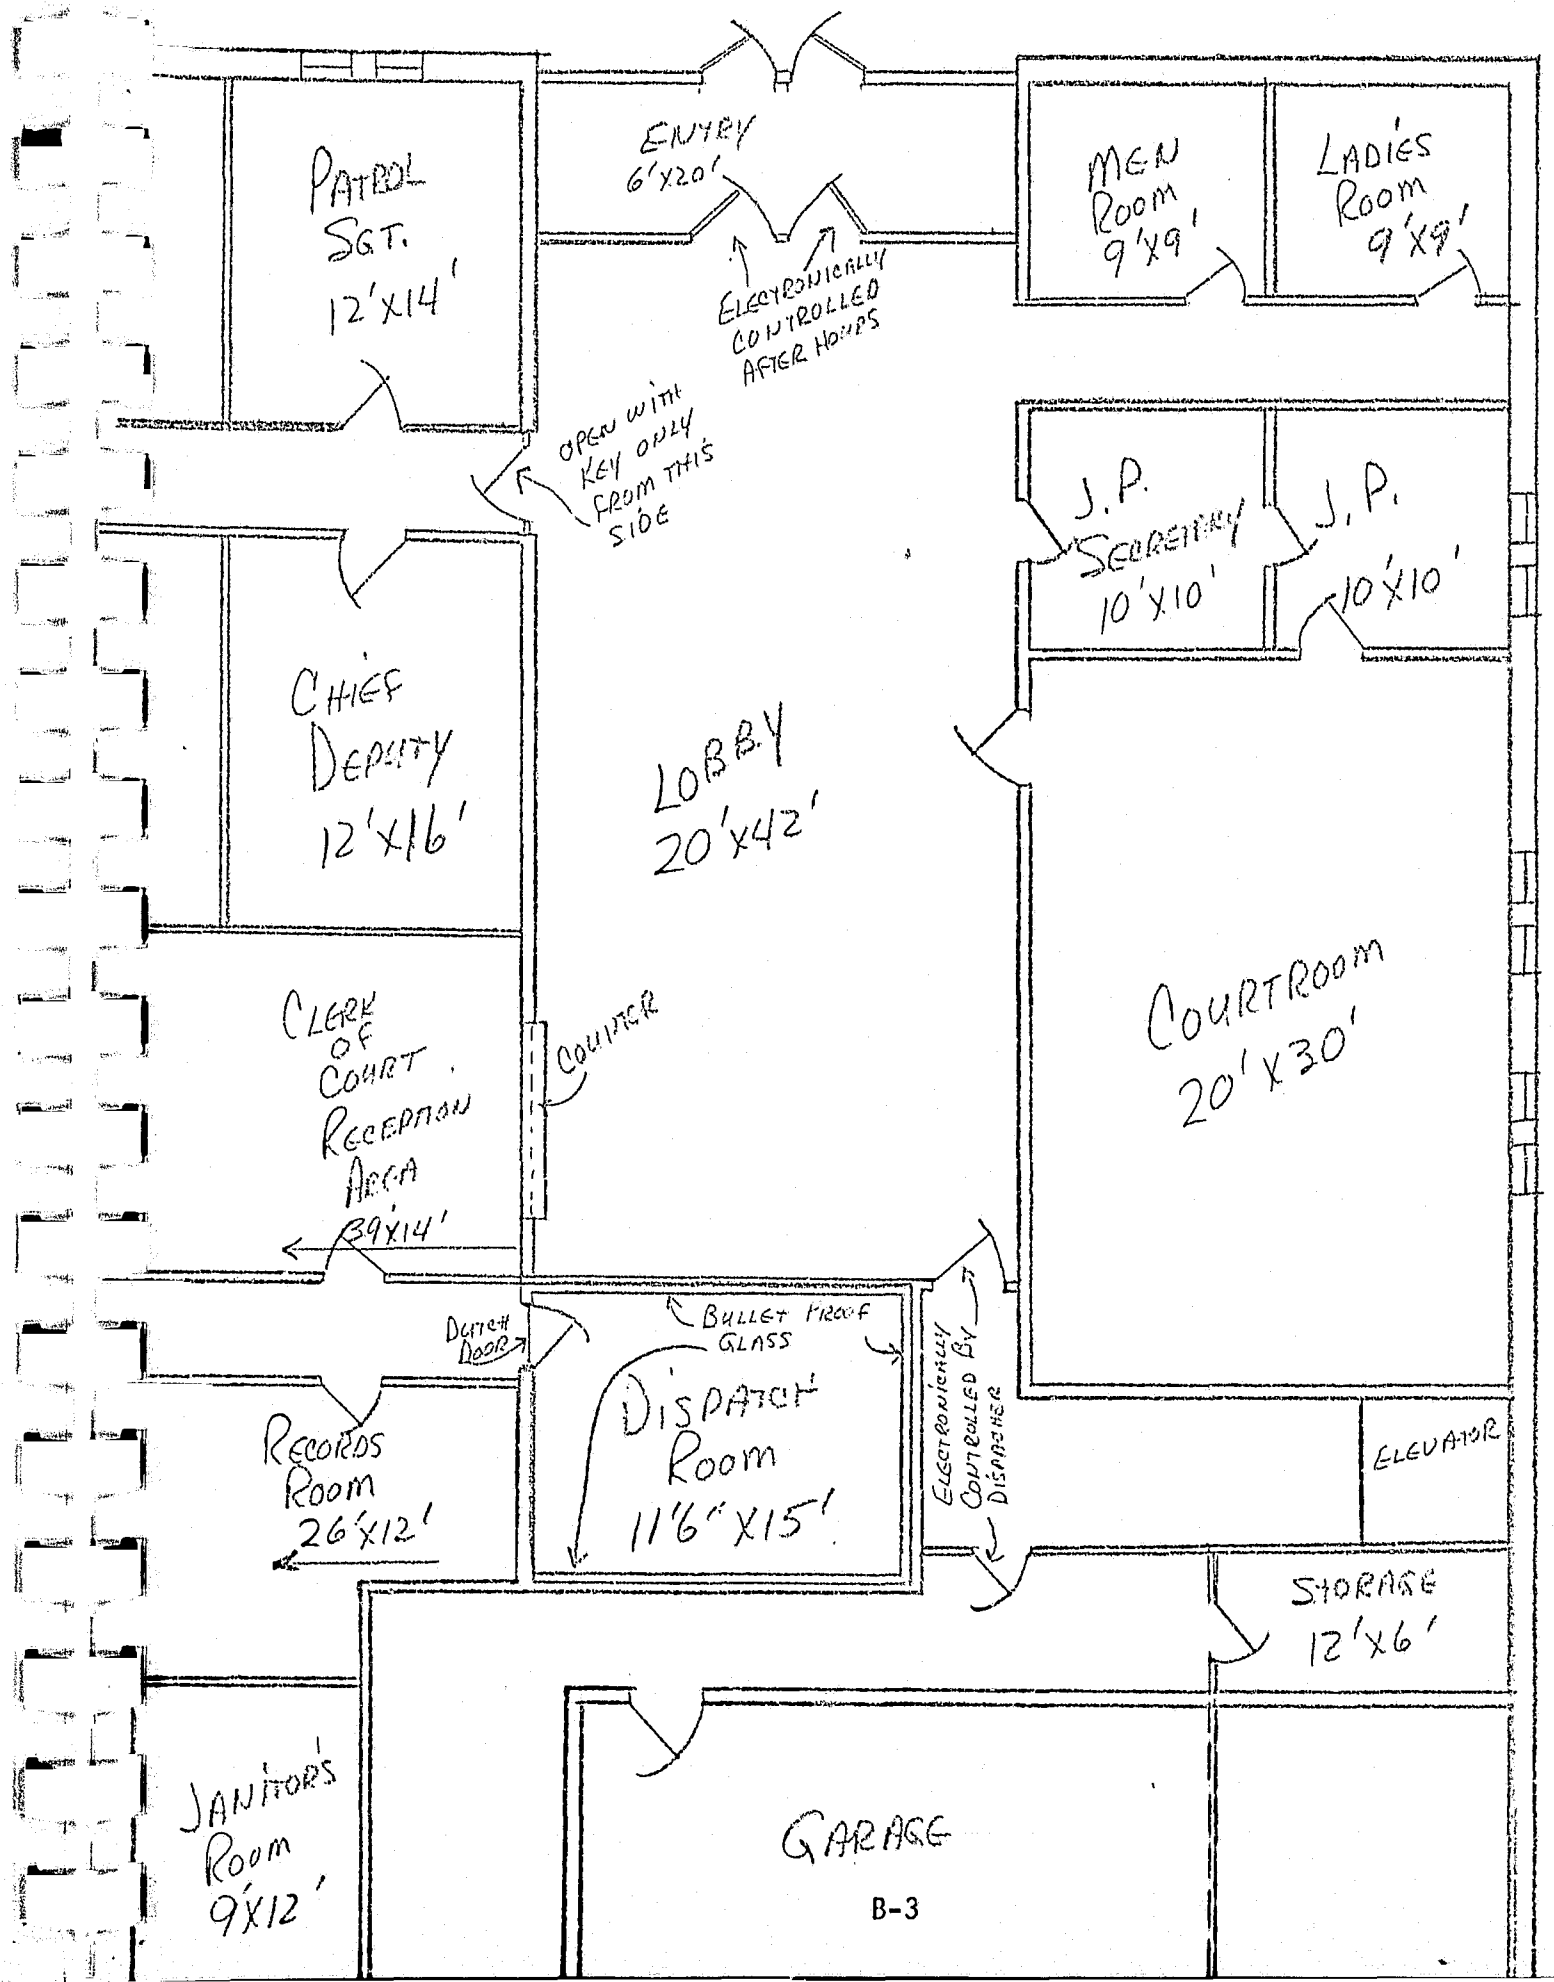 ENTRY
6'X20'
MEN
ROOM
9'X9'
LADIES
ROOM
9'X9'
PATROL
SGT.
12'X14'
ELECTRONICALLY
CONTROLLED
AFTER HOURS
OPEN WITH
KEY ONLY
FROM THIS
SIDE
J.P.
SECRETARY
10'X10'
J.P.
10'X10'
CHIEF
DEPUTY
12'X16'
LOBBY
20'X42'
COURTROOM
20'X30'
CLERK
OF
COURT
RECEPTION
AREA
39'X14'
COUNTER
DUTCH
DOOR
BULLET PROOF
GLASS
DISPATCH
ROOM
11'6"X15'
ELECTRONICALLY
CONTROLLED BY
DISPATCHER
ELEVATOR
RECORDS
ROOM
26'X12'
STORAGE
12'X6'
JANITOR'S
ROOM
9'X12'
GARAGE
B-3